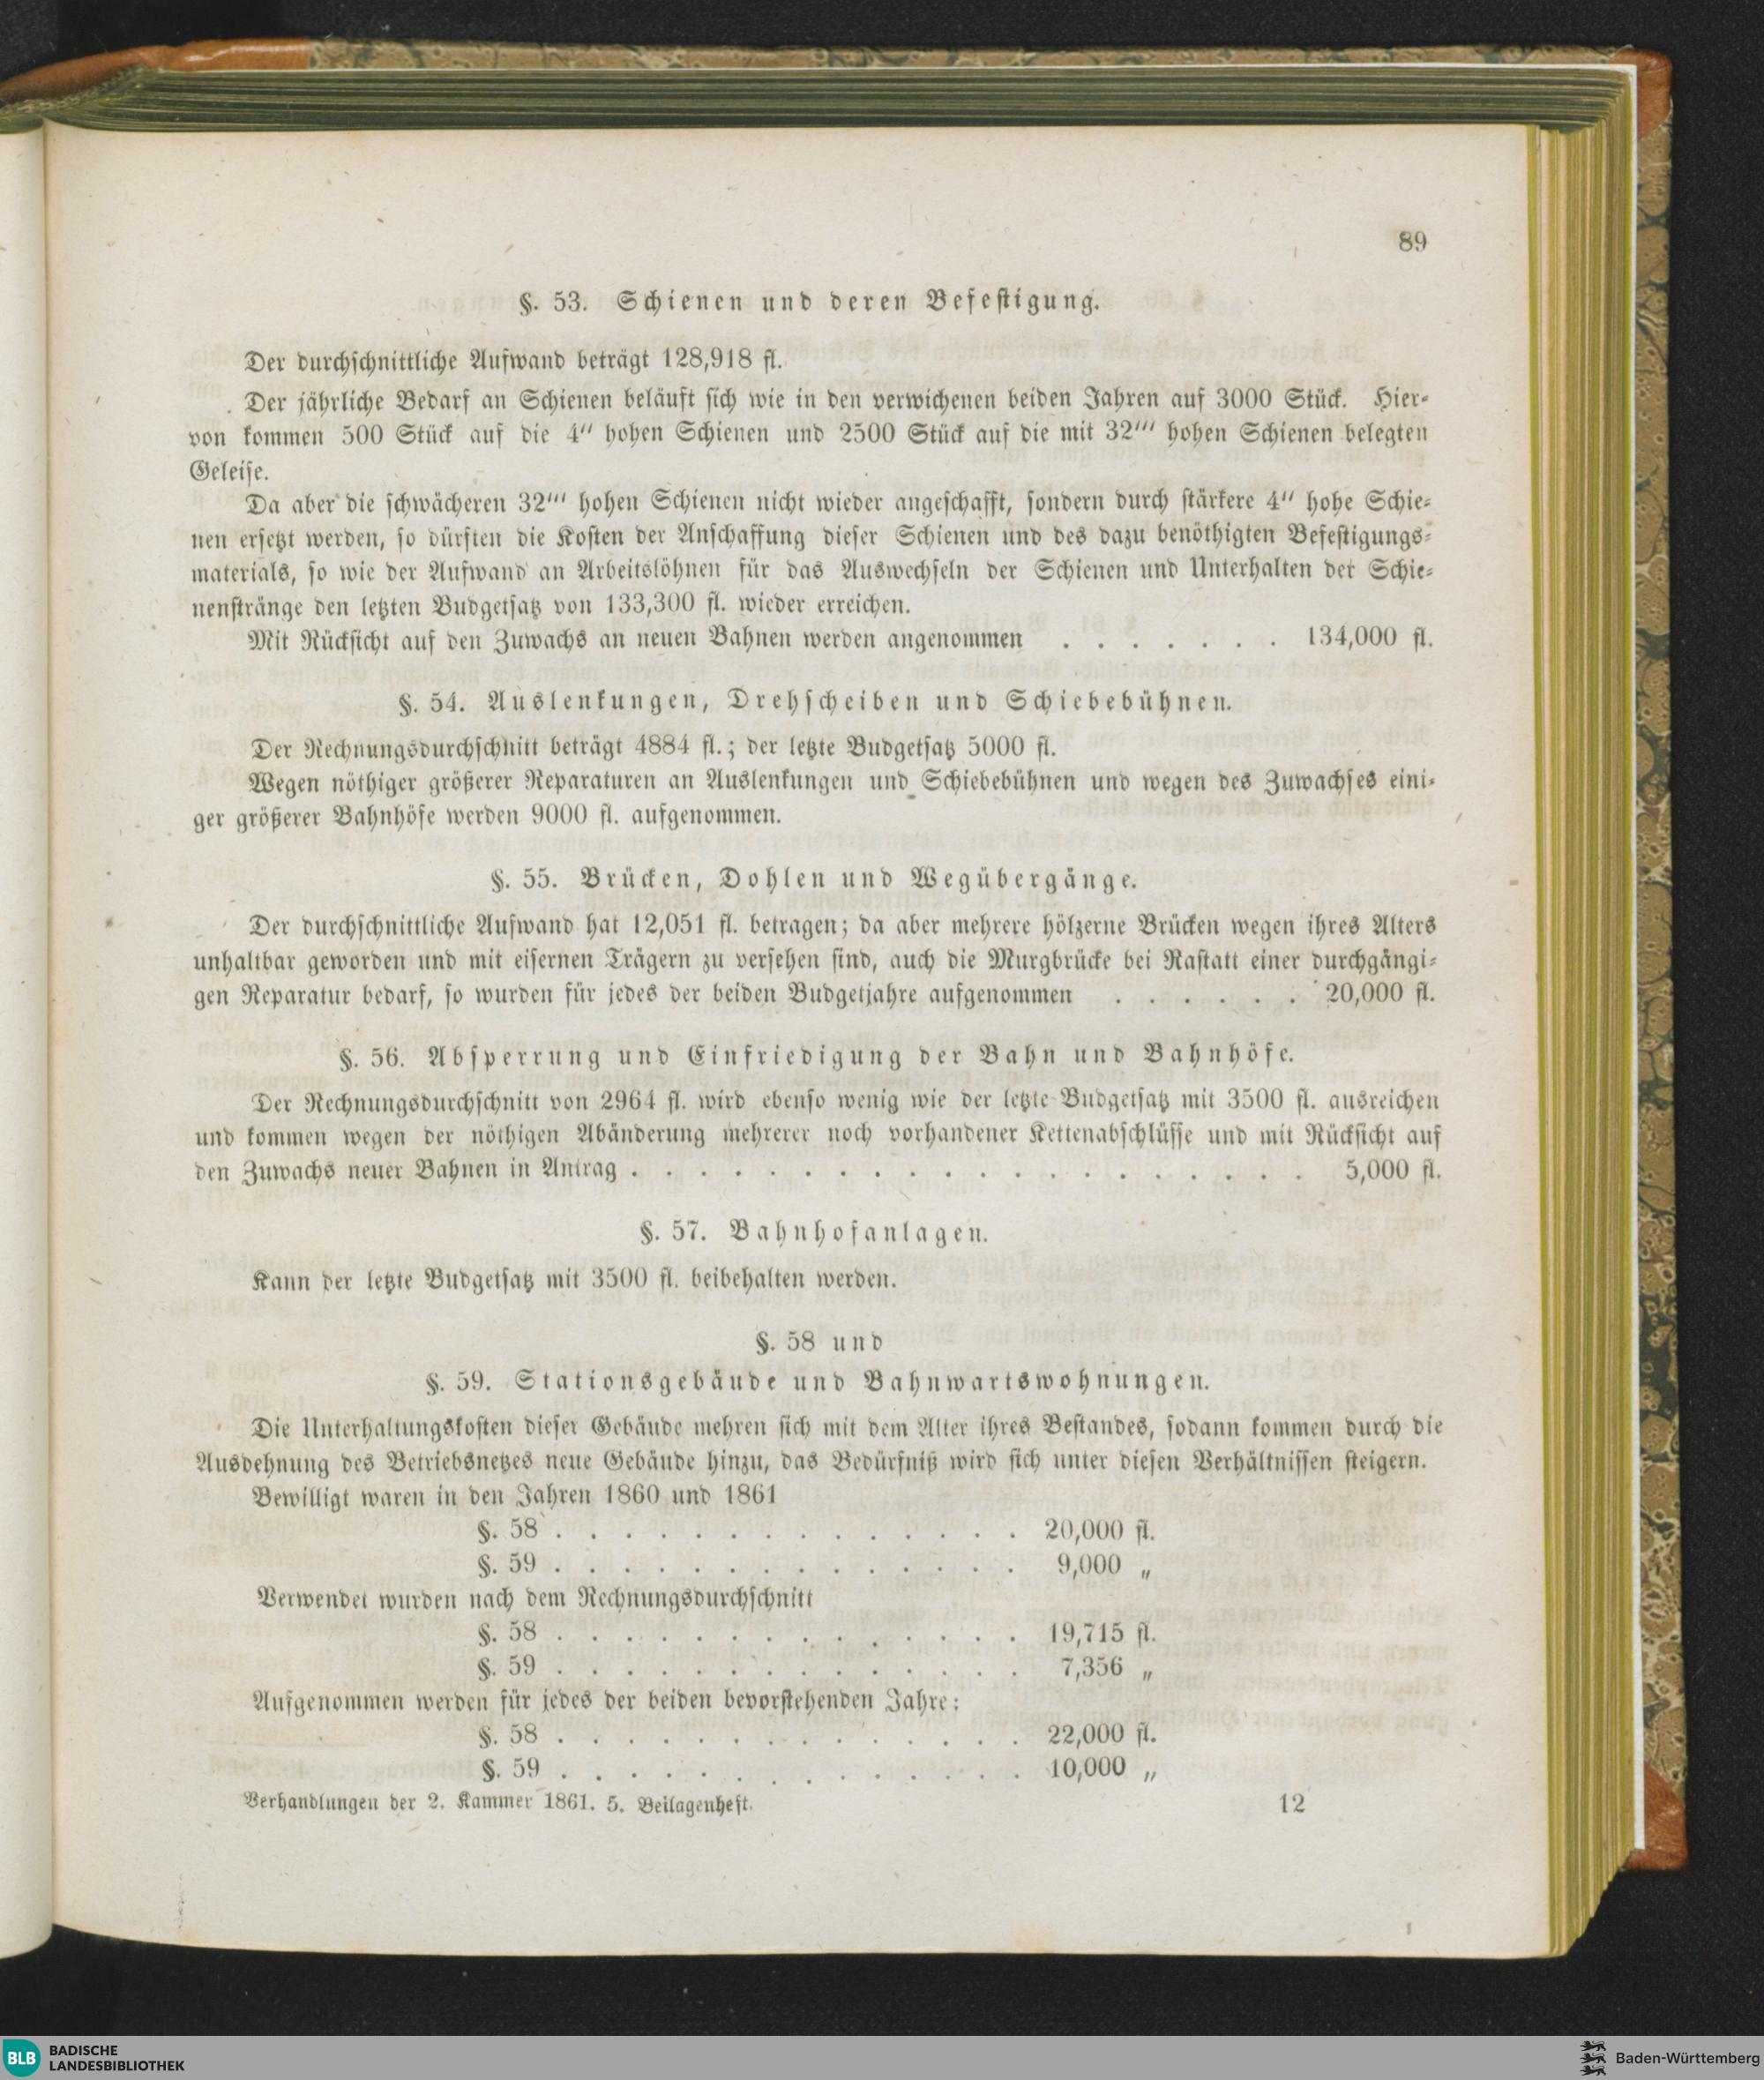 89
§. 53. Schienen und deren Befestigung.
Der durchschnittliche Aufwand beträgt 128,918 fl.
Der jährliche Bedarf an Schienen beläuft sich wie in den verwichenen beiden Jahren auf 3000 Stück. Hier-
von kommen 500 Stück auf die 4'' hohen Schienen und 2500 Stück auf die mit 32''' hohen Schienen belegten
Geleise.
Da aber die schwächeren 32''' hohen Schienen nicht wieder angeschafft, sondern durch stärkere 4'' hohe Schie-
nen ersetzt werden, so dürften die Kosten der Anschaffung dieser Schienen und des dazu benöthigten Befestigungs-
materials, so wie der Aufwand an Arbeitslöhnen für das Auswechseln der Schienen und Unterhalten der Schie-
nenstränge den letzten Budgetsatz von 133,300 fl. wieder erreichen.
Mit Rücksicht auf den Zuwachs an neuen Bahnen werden angenommen . . . . . . . 134,000 fl.
§. 54. Auslenkungen, Drehscheiben und Schiebebühnen.
Der Rechnungsdurchschnitt beträgt 4884 fl.; der letzte Budgetsatz 5000 fl.
Wegen nöthiger größerer Reparaturen an Auslenkungen und Schiebebühnen und wegen des Zuwachses eini-
ger größerer Bahnhöfe werden 9000 fl. aufgenommen.
§. 55. Brücken, Dohlen und Wegübergänge.
Der durchschnittliche Aufwand hat 12,051 fl. betragen; da aber mehrere hölzerne Brücken wegen ihres Alters
unhaltbar geworden und mit eisernen Trägern zu versehen sind, auch die Murgbrücke bei Rastatt einer durchgängi-
gen Reparatur bedarf, so wurden für jedes der beiden Budgetjahre aufgenommen . . . . . . 20,000 fl.
§. 56. Absperrung und Einfriedigung der Bahn und Bahnhöfe.
Der Rechnungsdurchschnitt von 2964 fl. wird ebenso wenig wie der letzte Budgetsatz mit 3500 fl. ausreichen
und kommen wegen der nöthigen Abänderung mehrerer noch vorhandener Kettenabschlüsse und mit Rücksicht auf
den Zuwachs neuer Bahnen in Antrag . . . . . . . . . . . . . . . . . . . . 5,000 fl.
§. 57. Bahnhofanlagen.
Kann der letzte Budgetsatz mit 3500 fl. beibehalten werden.
§. 58 und
§. 59. Stationsgebäude und Bahnwartswohnungen.
Die Unterhaltungskosten dieser Gebäude mehren sich mit dem Alter ihres Bestandes, sodann kommen durch die
Ausdehnung des Betriebsnetzes neue Gebäude hinzu, das Bedürfniß wird sich unter diesen Verhältnissen steigern.
Bewilligt waren in den Jahren 1860 und 1861
§. 58 . . . . . . . . . . . . . . 20,000 fl.
§. 59 . . . . . . . . . . . . . . 9,000 „
Verwendet wurden nach dem Rechnungsdurchschnitt
§. 58 . . . . . . . . . . . . . . 19,715 fl.
§. 59 . . . . . . . . . . . . . . 7,356 „
Aufgenommen werden für jedes der beiden bevorstehenden Jahre:
§. 58 . . . . . . . . . . . . . . 22,000 fl.
§. 59 . . . . . . . . . . . . . . 10,000 „
Verhandlungen der 2. Kammer 1861. 5. Beilagenheft. 12
BLB BADISCHE
LANDESBIBLIOTHEK
Baden-Württemberg